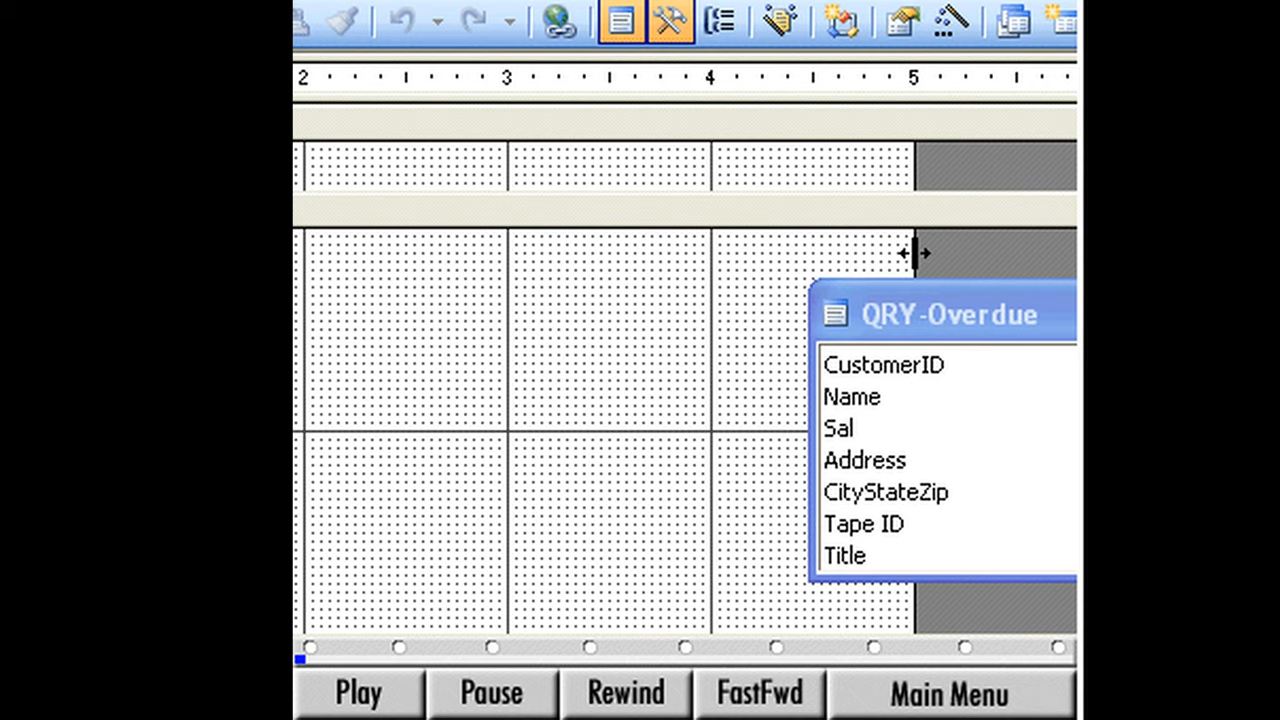 2 3 4 5
QRY-Overdue
CustomerID
Name
Sal
Address
CityStateZip
Tape ID
Title
Play Pause Rewind FastFwd Main Menu